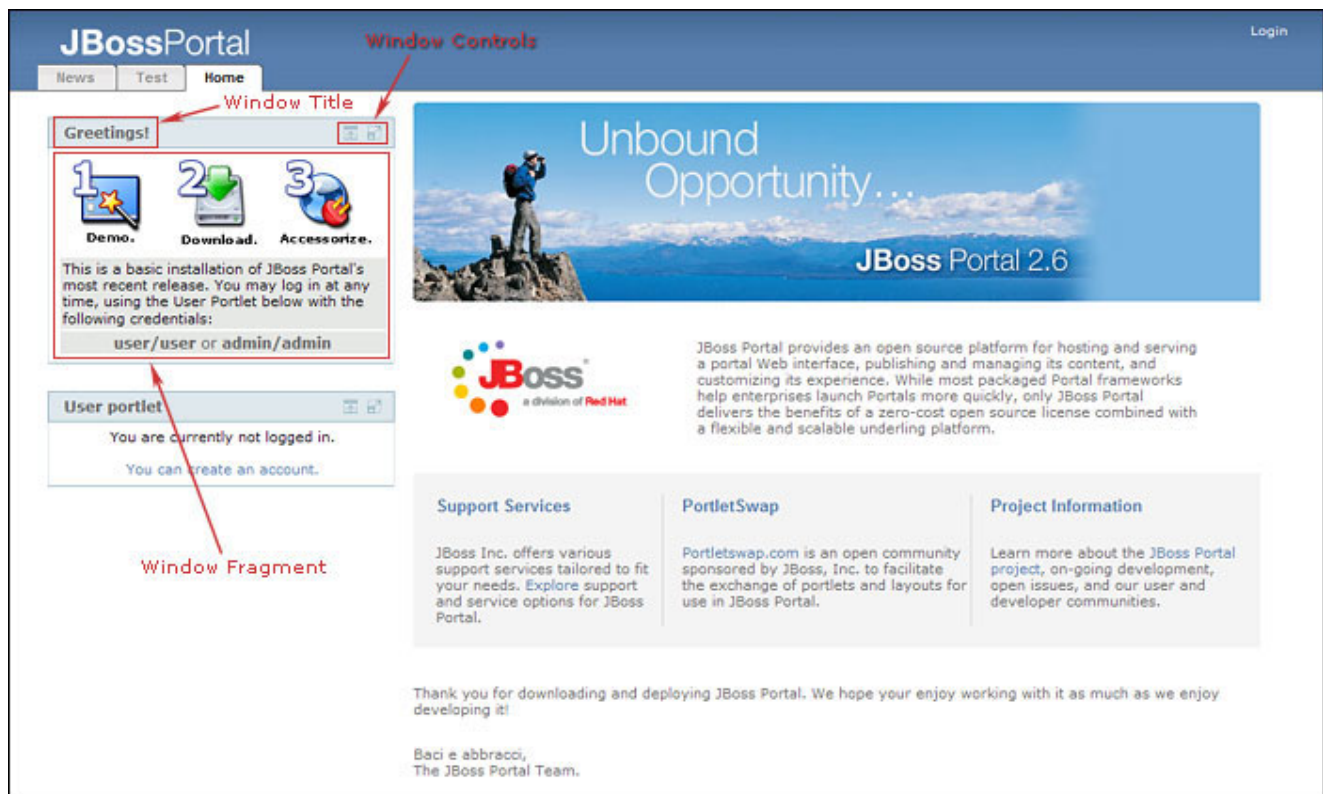 JBossPortal
Login
News
Test
Home
Window Controls
Window Title
Greetings!
1
2
3
Demo.
Download.
Accessorize.
This is a basic installation of JBoss Portal's
most recent release. You may log in at any
time, using the User Portlet below with the
following credentials:
user/user or admin/admin
User portlet
You are currently not logged in.
You can create an account.
Window Fragment
Unbound
Opportunity...
JBoss Portal 2.6
JBoss
a division of Red Hat
JBoss Portal provides an open source platform for hosting and serving
a portal Web interface, publishing and managing its content, and
customizing its experience. While most packaged Portal frameworks
help enterprises launch Portals more quickly, only JBoss Portal
delivers the benefits of a zero-cost open source license combined with
a flexible and scalable underling platform.
Support Services
JBoss Inc. offers various
support services tailored to fit
your needs. Explore support
and service options for JBoss
Portal.
PortletSwap
Portletswap.com is an open community
sponsored by JBoss, Inc. to facilitate
the exchange of portlets and layouts for
use in JBoss Portal.
Project Information
Learn more about the JBoss Portal
project, on-going development,
open issues, and our user and
developer communities.
Thank you for downloading and deploying JBoss Portal. We hope your enjoy working with it as much as we enjoy
developing it!
Baci e abbracci,
The JBoss Portal Team.